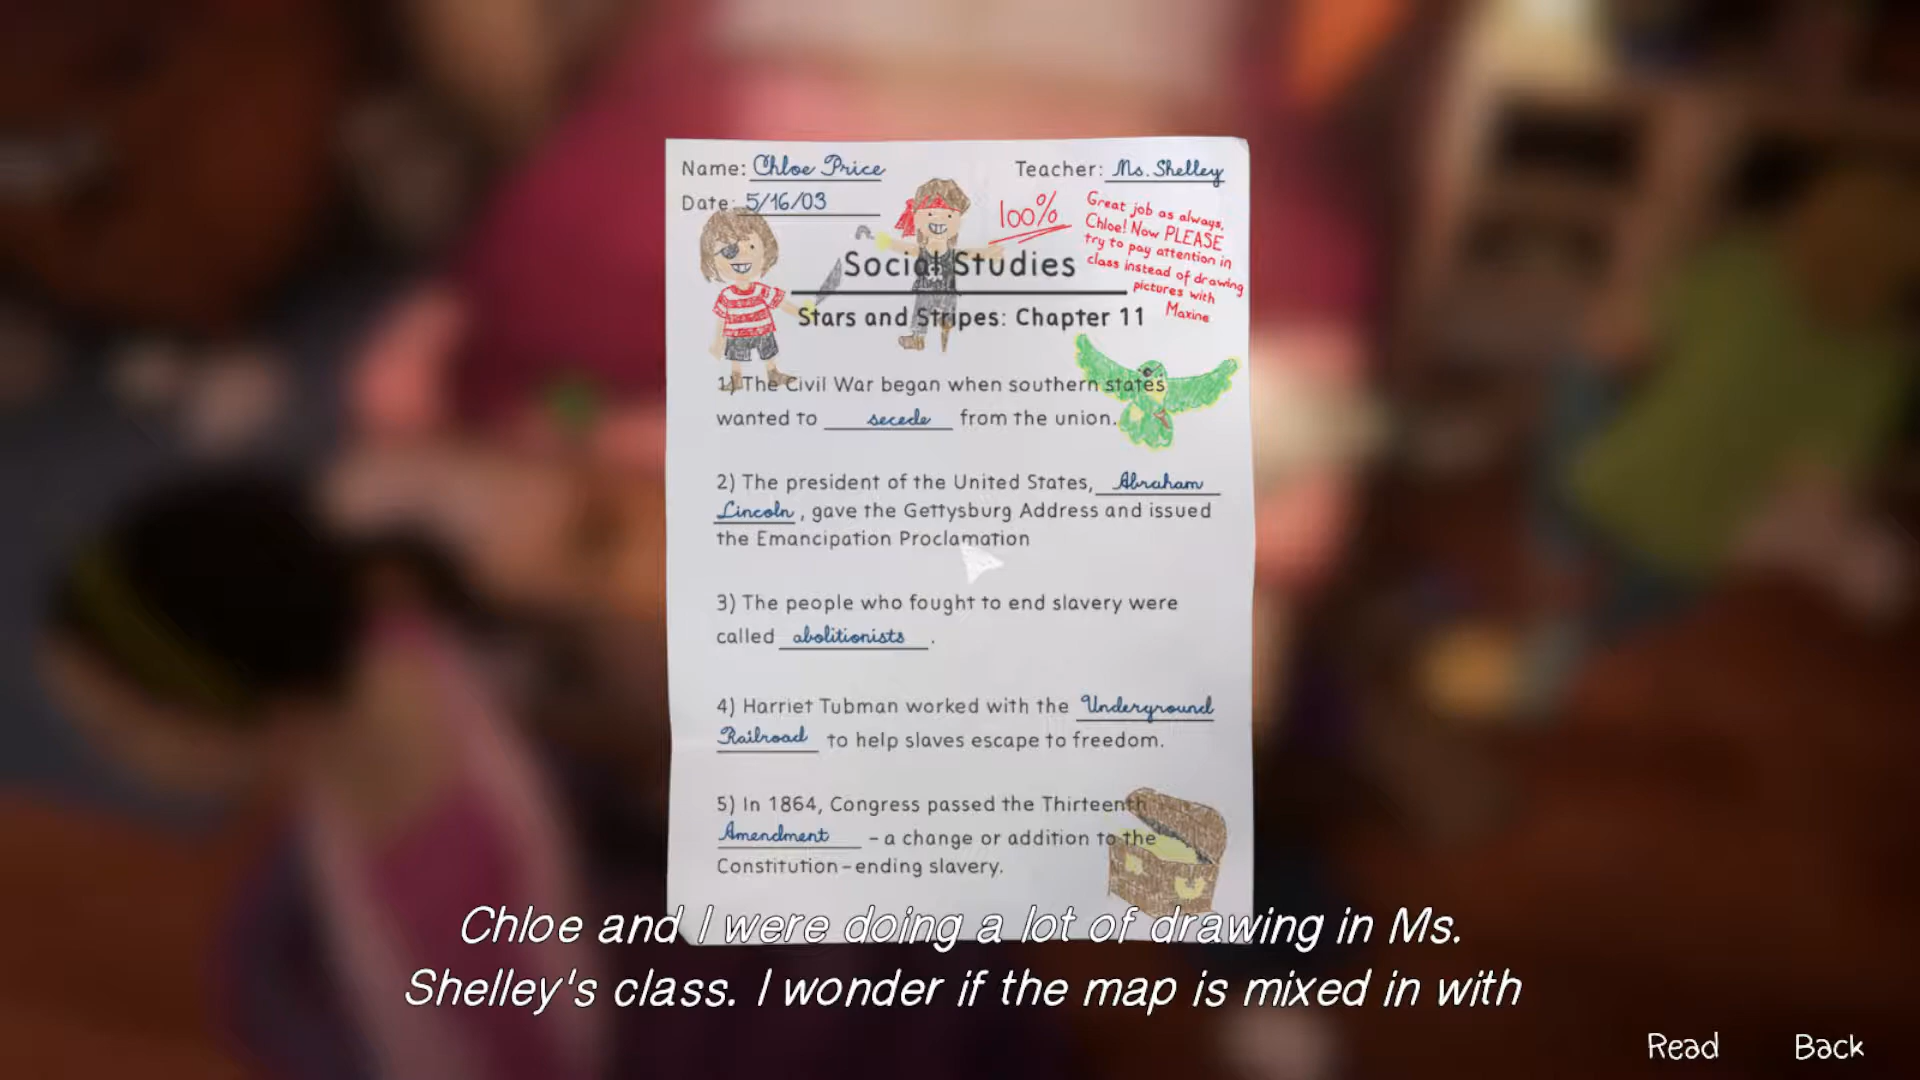 Name: Chloe Price
Teacher: Ms. Shelley
Date: 5/16/03
100%
Great job as always,
Chloe! Now PLEASE
try to pay attention in
class instead of drawing
pictures with
Maxine
Social Studies
Stars and Stripes: Chapter 11
1) The Civil War began when southern states
wanted to secede from the union.
2) The president of the United States, Abraham
Lincoln, gave the Gettysburg Address and issued
the Emancipation Proclamation
3) The people who fought to end slavery were
called abolitionists.
4) Harriet Tubman worked with the Underground
Railroad to help slaves escape to freedom.
5) In 1864, Congress passed the Thirteenth
Amendment - a change or addition to the
Constitution-ending slavery.
Chloe and I were doing a lot of drawing in Ms.
Shelley's class. I wonder if the map is mixed in with
Read
Back